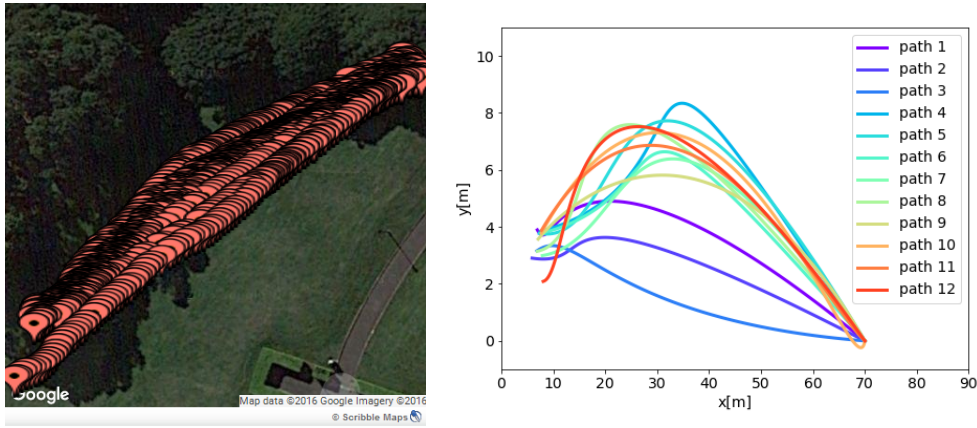 Google
Map data ©2016 Google Imagery ©2016
© Scribble Maps
y[m]
10
8
6
4
2
0
0 10 20 30 40 50 60 70 80 90
x[m]
path 1
path 2
path 3
path 4
path 5
path 6
path 7
path 8
path 9
path 10
path 11
path 12